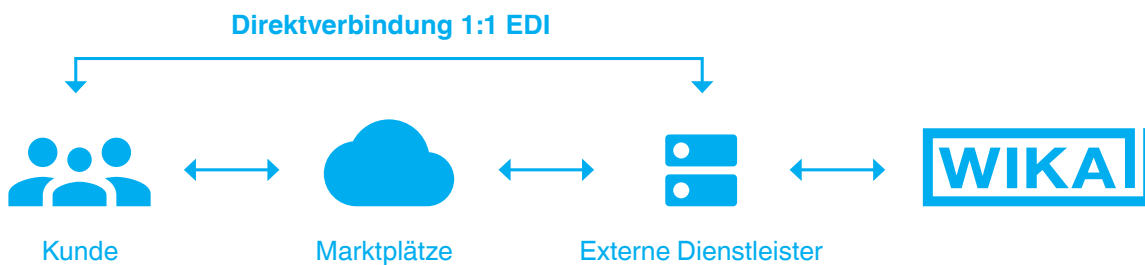 Direktverbindung 1:1 EDI
WIKA
Kunde
Marktplätze
Externe Dienstleister